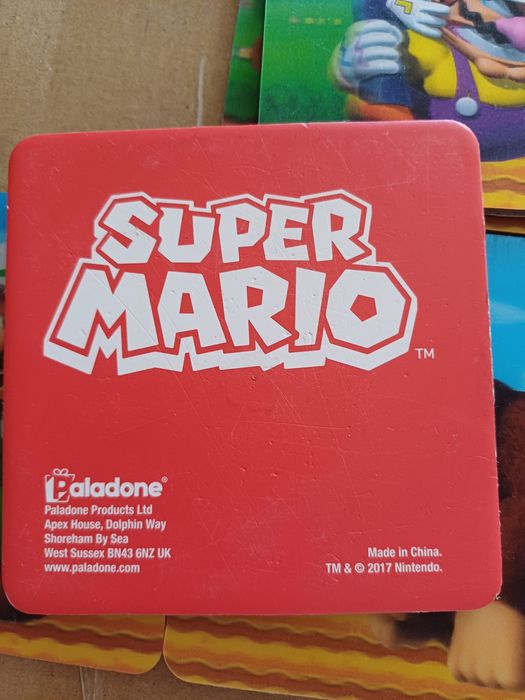 SUPER
MARIO
TM
Paladone®
Paladone Products Ltd
Apex House, Dolphin Way
Shoreham By Sea
West Sussex BN43 6NZ UK
www.paladone.com
Made in China.
TM & © 2017 Nintendo.